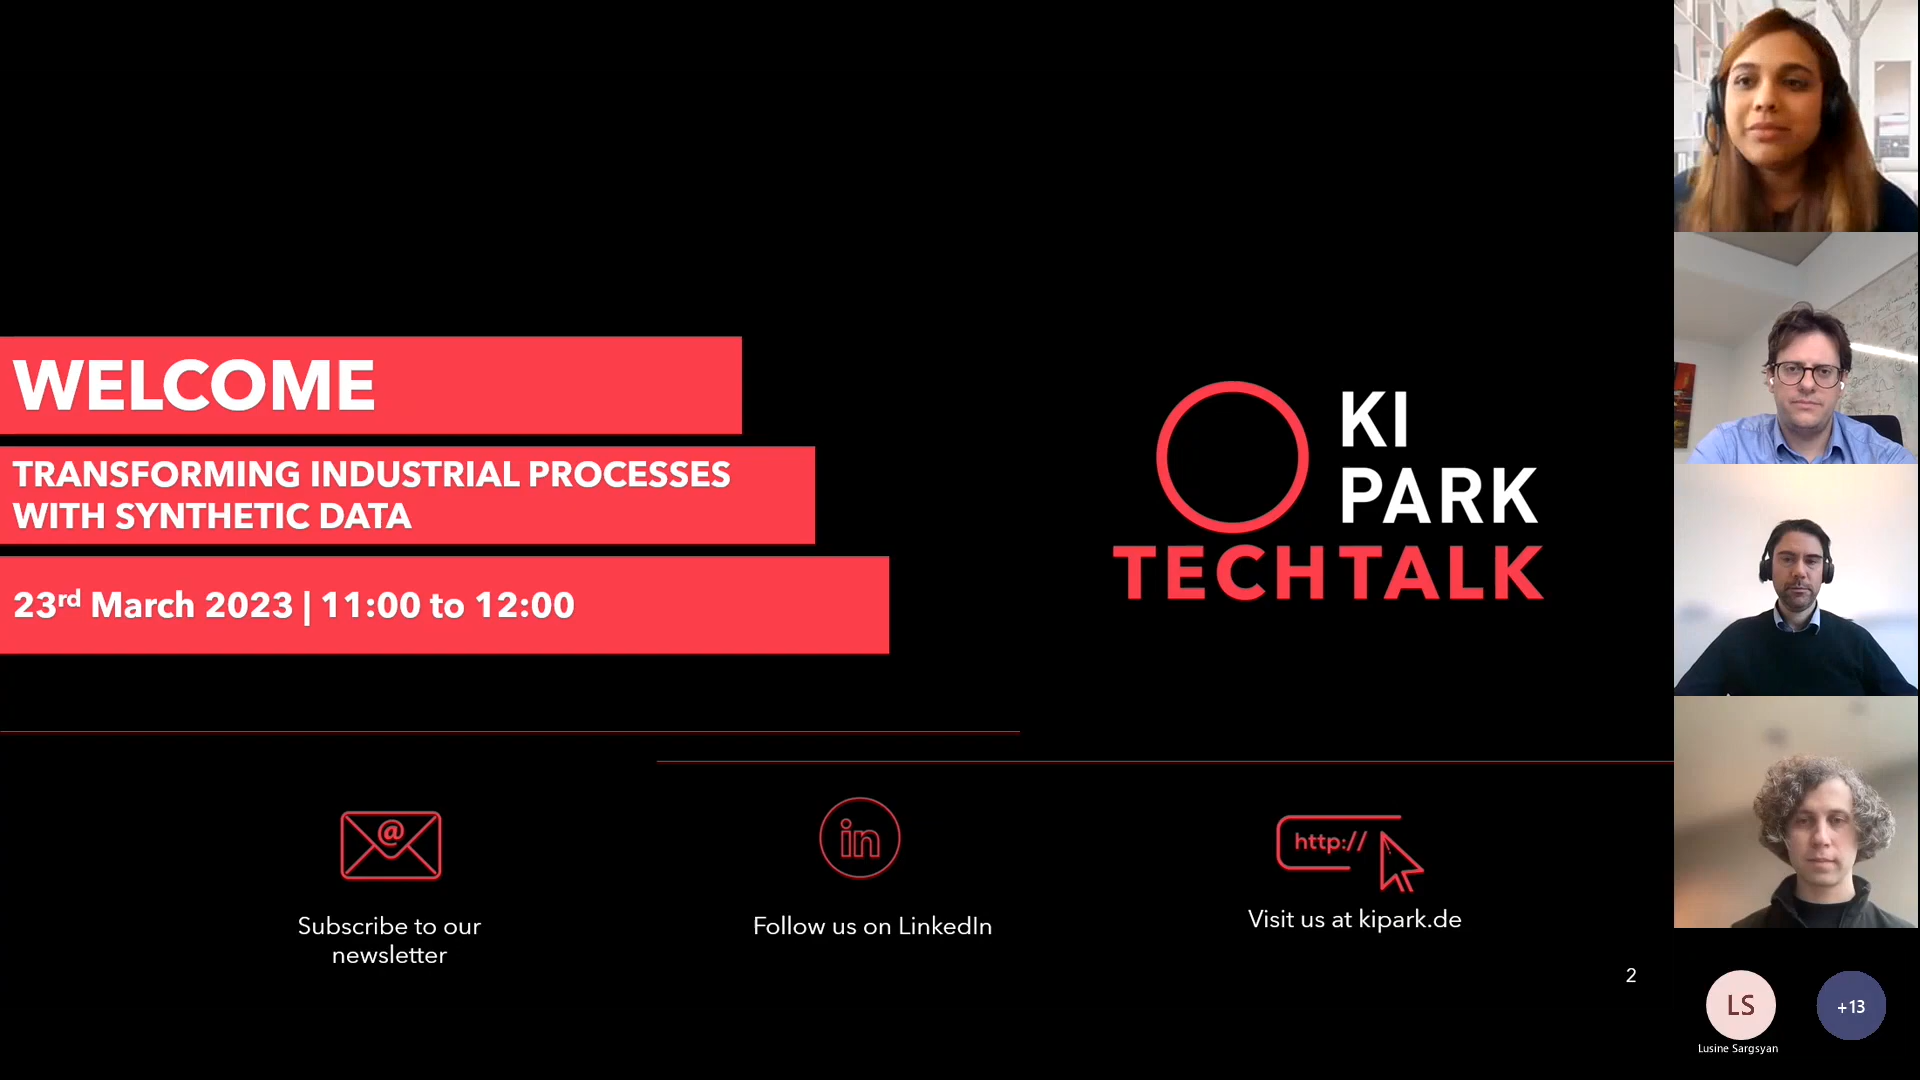 WELCOME
TRANSFORMING INDUSTRIAL PROCESSES
WITH SYNTHETIC DATA
23rd March 2023 | 11:00 to 12:00
KI
PARK
TECHTALK
@
Subscribe to our
newsletter
in
Follow us on LinkedIn
http://
Visit us at kipark.de
2
LS
Lusine Sargsyan
+13